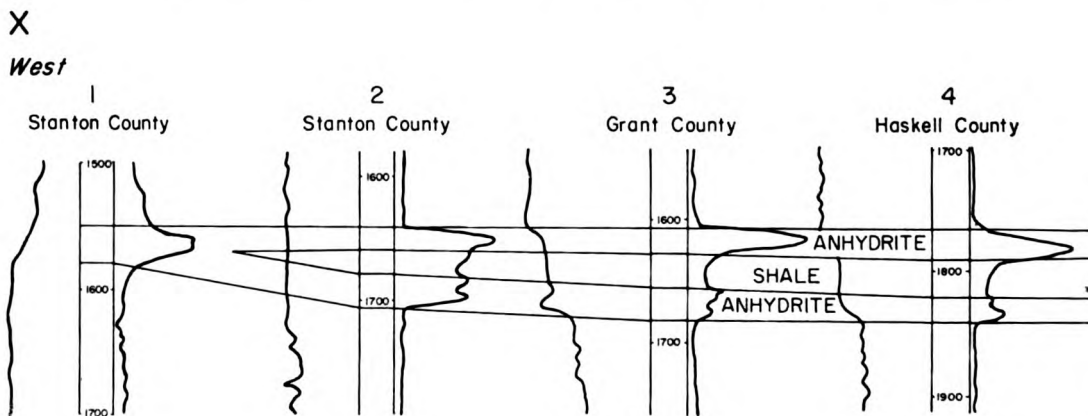 X
West
1 2 3 4
Stanton County Stanton County Grant County Haskell County
1500 1600 1600 1700
ANHYDRITE
SHALE
1800
1600 1700 ANHYDRITE
1700
1700 1900